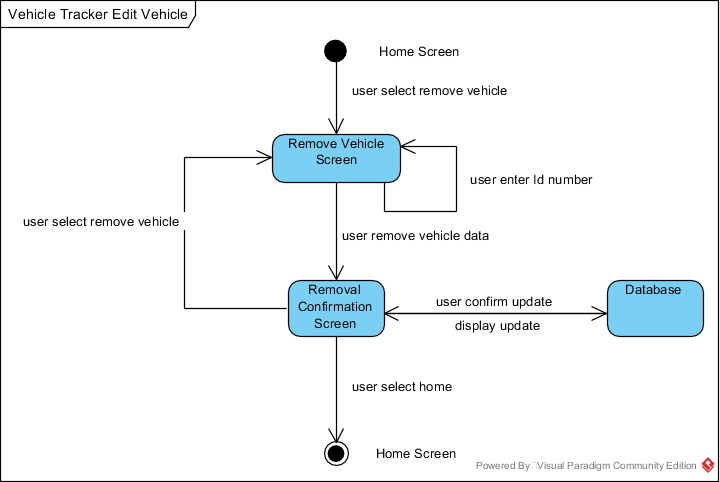 Vehicle Tracker Edit Vehicle
Home Screen
user select remove vehicle
Remove Vehicle
Screen
user enter Id number
user select remove vehicle
user remove vehicle data
Removal
Confirmation
Screen
user confirm update
display update
Database
user select home
Home Screen
Powered By Visual Paradigm Community Edition